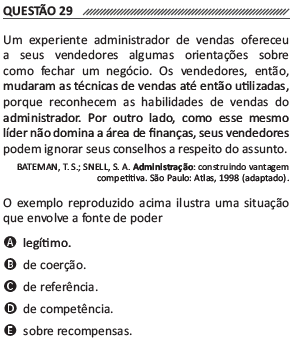 QUESTÃO 29
Um experiente administrador de vendas ofereceu
a seus vendedores algumas orientações sobre
como fechar um negócio. Os vendedores, então,
mudaram as técnicas de vendas até então utilizadas,
porque reconhecem as habilidades de vendas do
administrador. Por outro lado, como esse mesmo
líder não domina a área de finanças, seus vendedores
podem ignorar seus conselhos a respeito do assunto.
BATEMAN, T. S.; SNELL, S. A. Administração: construindo vantagem
competitiva. São Paulo: Atlas, 1998 (adaptado).
O exemplo reproduzido acima ilustra uma situação
que envolve a fonte de poder
A legítimo.
B de coerção.
C de referência.
D de competência.
E sobre recompensas.